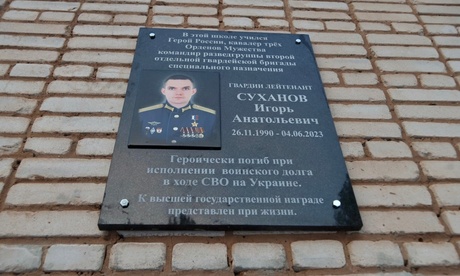 В этой школе учился
Герой России, кавалер трёх
Орденов Мужества
командир разведгруппы второй
отдельной гвардейской бригады
специального назначения
ГВАРДИИ ЛЕЙТЕНАНТ
СУХАНОВ
Игорь
Анатольевич
26.11.1990 - 04.06.2023
Героически погиб при
исполнении воинского долга
в ходе СВО на Украине.
К высшей государственной награде
представлен при жизни.